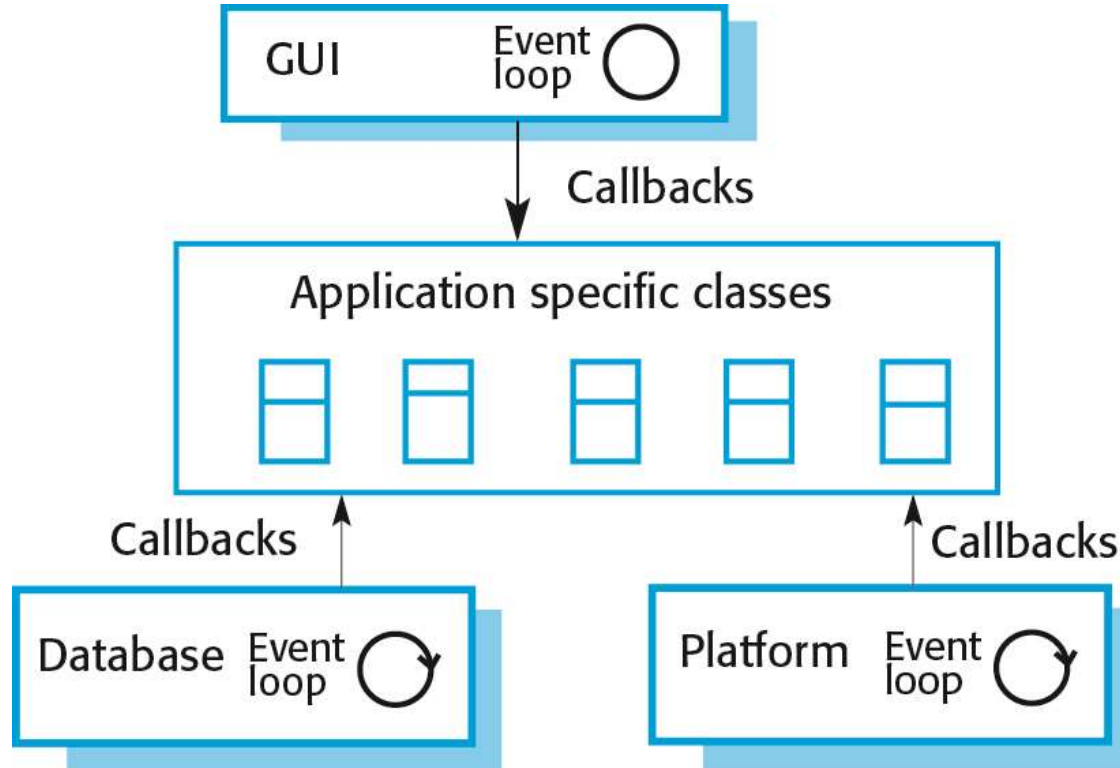 GUI
Event
loop
Callbacks
Application specific classes
Callbacks
Callbacks
Database
Event
loop
Platform
Event
loop